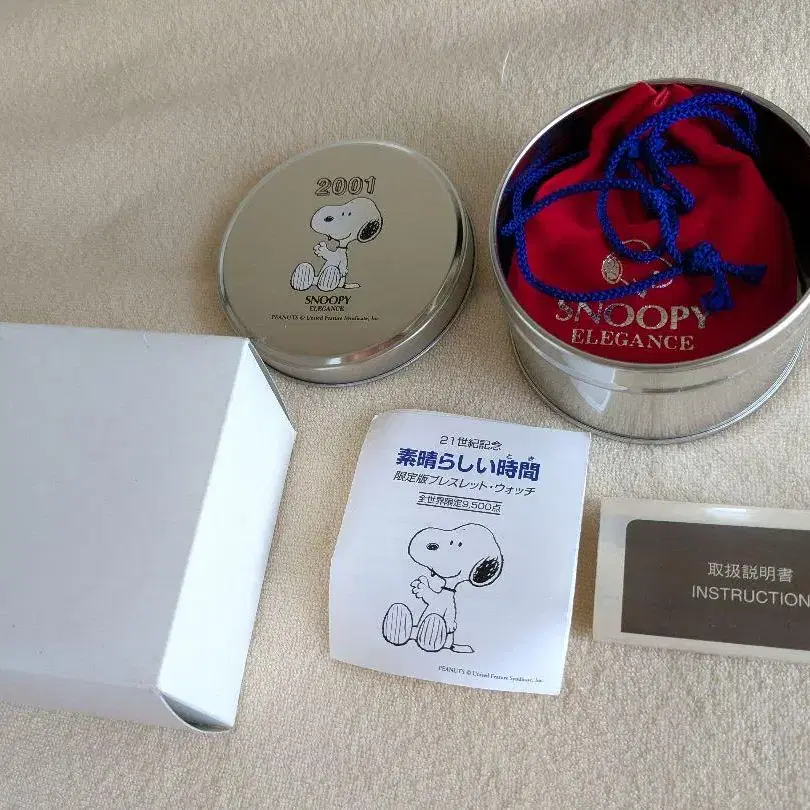 2001
SNOOPY
ELEGANCE
PEANUTS © United Feature Syndicate, Inc.
SNOOPY
ELEGANCE
21世紀記念
とき
素晴らしい時間
限定版ブレスレット・ウォッチ
全世界限定9,500点
PEANUTS © United Feature Syndicate, Inc.
取扱説明書
INSTRUCTION